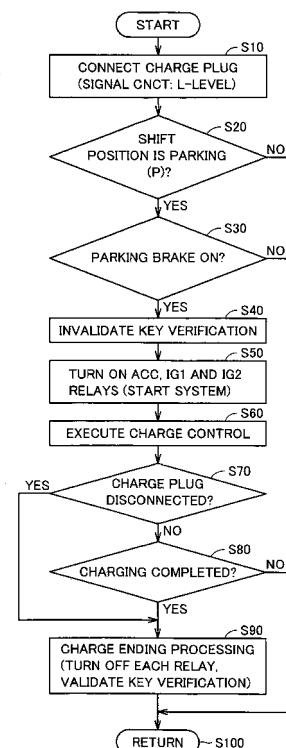 START
S10
CONNECT CHARGE PLUG
(SIGNAL CNCT: L-LEVEL)
S20
SHIFT
POSITION IS PARKING
(P)?
NO
YES
S30
PARKING BRAKE ON?
NO
YES
S40
INVALIDATE KEY VERIFICATION
S50
TURN ON ACC, IG1 AND IG2
RELAYS (START SYSTEM)
S60
EXECUTE CHARGE CONTROL
S70
YES
CHARGE PLUG
DISCONNECTED?
NO
S80
CHARGING COMPLETED?
NO
YES
S90
CHARGE ENDING PROCESSING
(TURN OFF EACH RELAY,
VALIDATE KEY VERIFICATION)
RETURN
S100